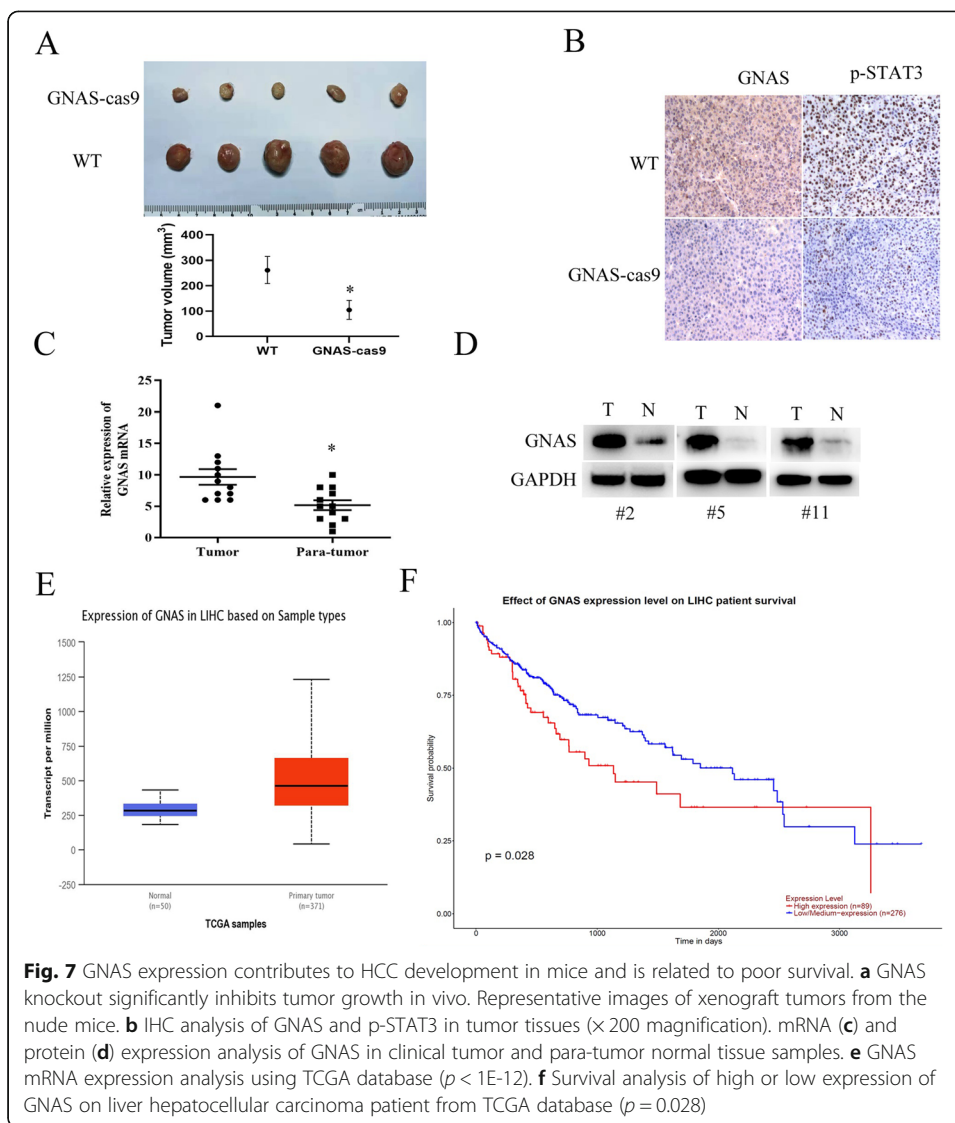 A
GNAS-cas9
WT
Tumor volume (mm³)
400
300
200
100
0
*
WT
GNAS-cas9
B
GNAS
p-STAT3
WT
GNAS-cas9
C
Relative expression of
GNAS mRNA
25
20
15
10
5
0
*
Tumor
Para-tumor
D
T N T N T N
GNAS
GAPDH
#2 #5 #11
E
Expression of GNAS in LIHC based on Sample types
Transcript per million
1500
1250
1000
750
500
250
0
-250
Normal
(n=50)
Primary tumor
(n=371)
TCGA samples
F
Effect of GNAS expression level on LIHC patient survival
Survival probability
1.00
0.75
0.50
0.25
0.00
p = 0.028
Expression Level
High expression (n=89)
Low/Medium-expression (n=276)
0 1000 2000 3000
Time in days
Fig. 7 GNAS expression contributes to HCC development in mice and is related to poor survival. a GNAS
knockout significantly inhibits tumor growth in vivo. Representative images of xenograft tumors from the
nude mice. b IHC analysis of GNAS and p-STAT3 in tumor tissues (× 200 magnification). mRNA (c) and
protein (d) expression analysis of GNAS in clinical tumor and para-tumor normal tissue samples. e GNAS
mRNA expression analysis using TCGA database (p < 1E-12). f Survival analysis of high or low expression of
GNAS on liver hepatocellular carcinoma patient from TCGA database (p = 0.028)